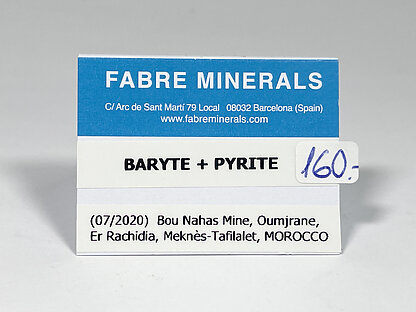 FABRE MINERALS
C/ Arc de Sant Martí 79 Local 08032 Barcelona (Spain)
www.fabreminerals.com
BARYTE + PYRITE
160.-
(07/2020) Bou Nahas Mine, Oumjrane,
Er Rachidia, Meknès-Tafilalet, MOROCCO